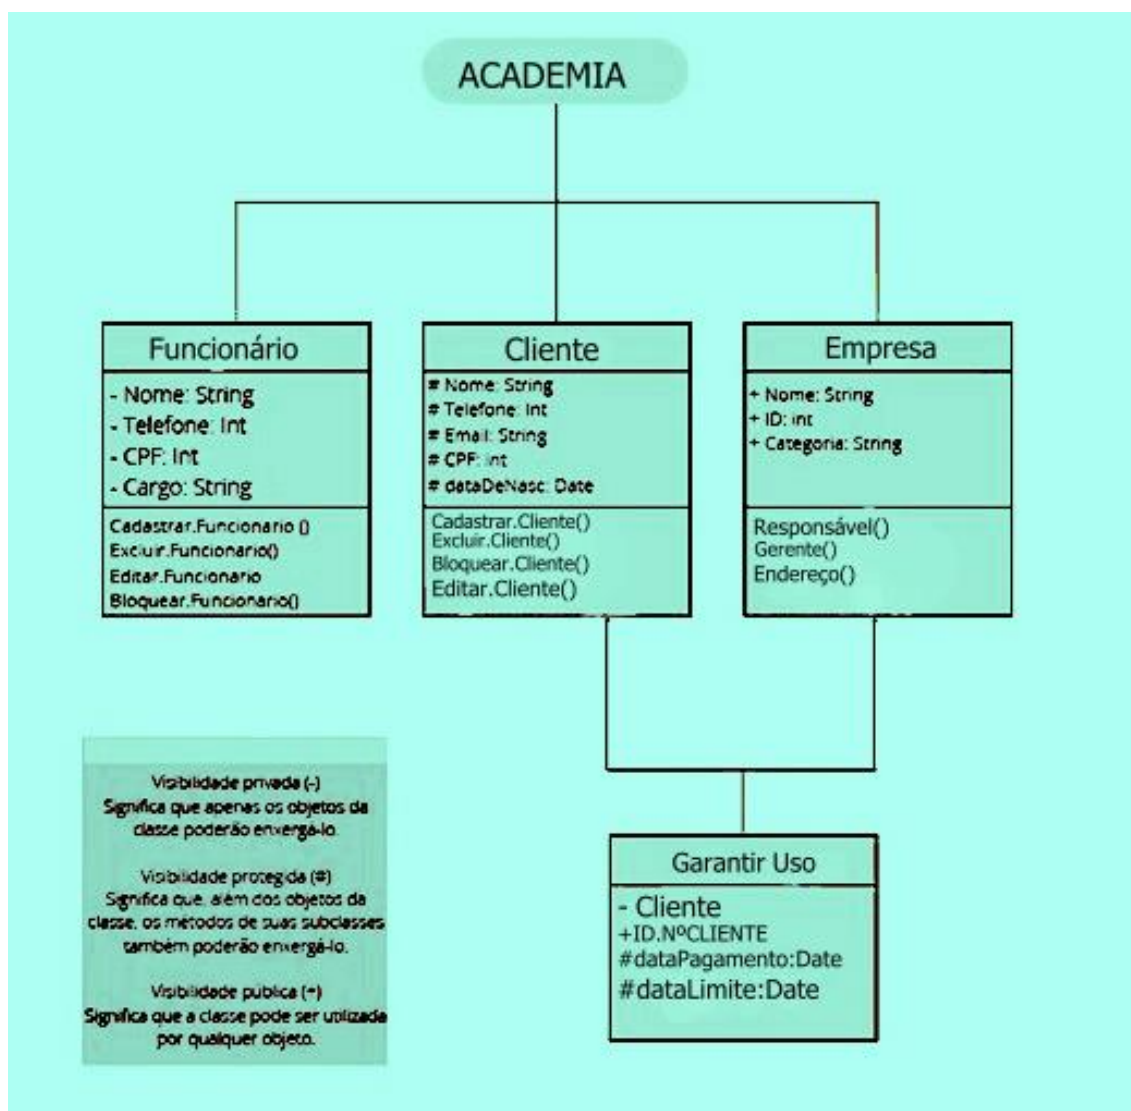 ACADEMIA
Funcionário
- Nome: String
- Telefone: Int
- CPF: Int
- Cargo: String
Cadastrar.Funcionario ()
Excluir.Funcionario()
Editar.Funcionario
Bloquear.Funcionario()
Cliente
# Nome: String
# Telefone: Int
# Email: String
# CPF: Int
# dataDeNasc: Date
Cadastrar.Cliente()
Excluir.Cliente()
Bloquear.Cliente()
Editar.Cliente()
Empresa
+ Nome: String
+ ID: int
+ Categoria: String
Responsável()
Gerente()
Endereço()
Visibilidade privada (-)
Significa que apenas os objetos da
classe poderão enxergá-lo.
Visibilidade protegida (#)
Significa que, além dos objetos da
classe, os métodos de suas subclasses
também poderão enxergá-lo.
Visibilidade pública (+)
Significa que a classe pode ser utilizada
por qualquer objeto.
Garantir Uso
- Cliente
+ID.NºCLIENTE
#dataPagamento:Date
#dataLimite:Date